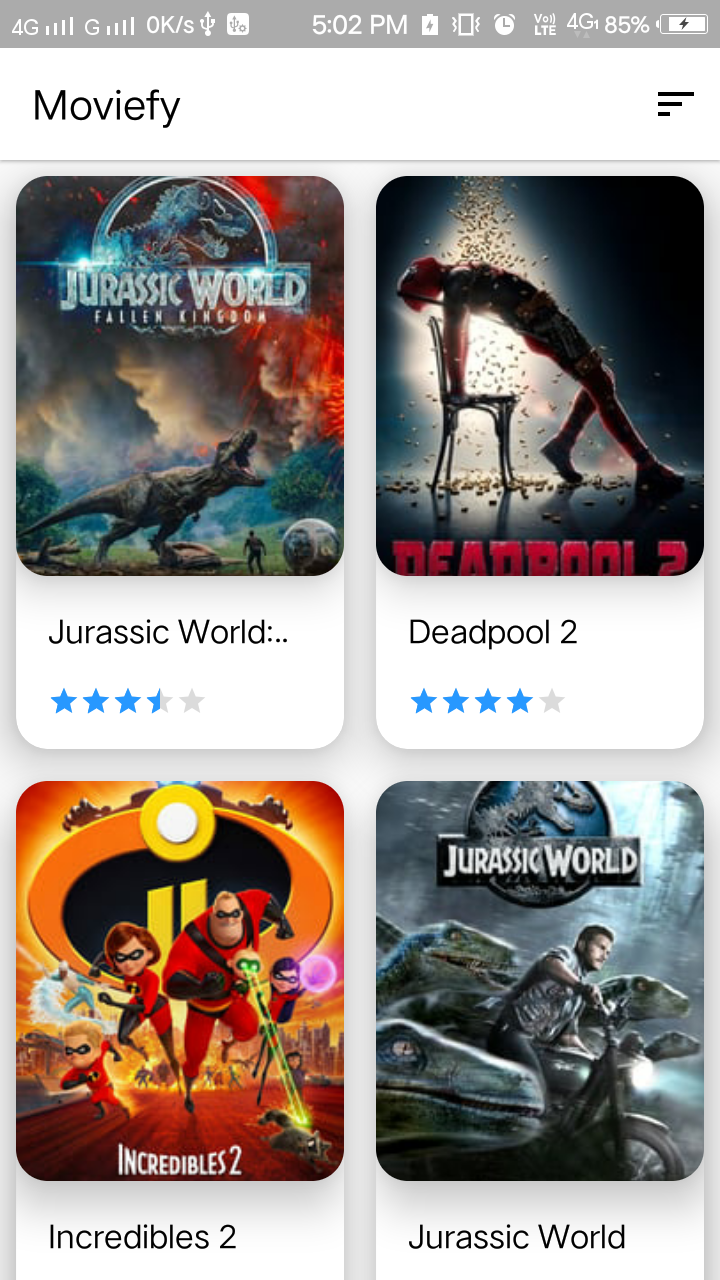 4G G 0K/s 5:02 PM Vo)) LTE 4G1 85%
Moviefy
JURASSIC WORLD
FALLEN KINGDOM
DEADPOOL 2
Jurassic World:..
Deadpool 2
INCREDIBLES 2
JURASSIC WORLD
Incredibles 2
Jurassic World